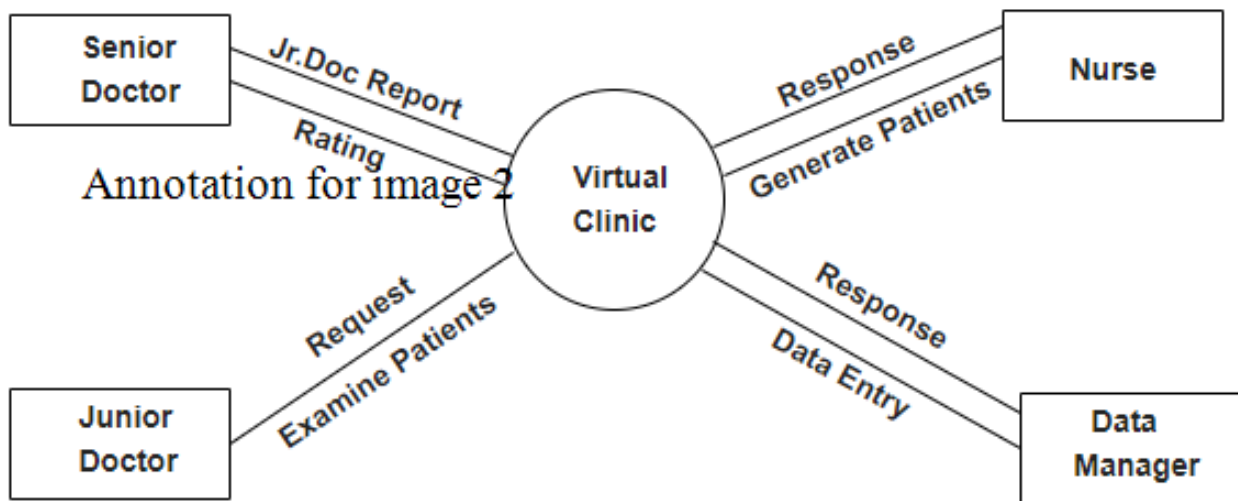 Senior
Doctor
Jr.Doc Report
Rating
Response
Generate Patients
Nurse
Annotation for image 2
Virtual
Clinic
Request
Examine Patients
Response
Data Entry
Junior
Doctor
Data
Manager